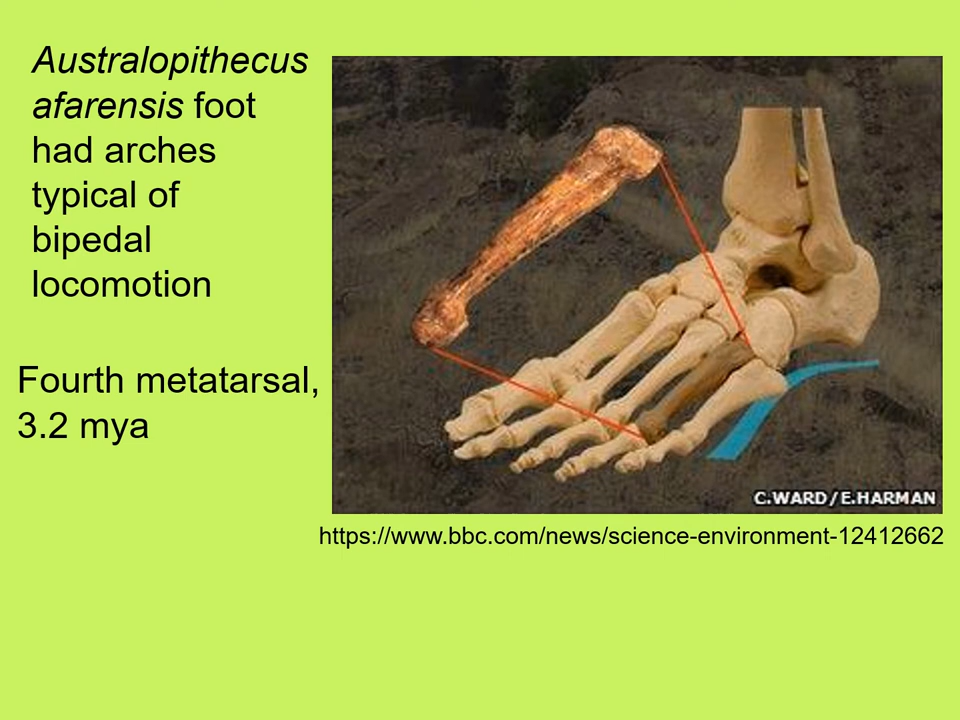 Australopithecus
afarensis foot
had arches
typical of
bipedal
locomotion
Fourth metatarsal,
3.2 mya
C.WARD/E.HARMAN
https://www.bbc.com/news/science-environment-12412662